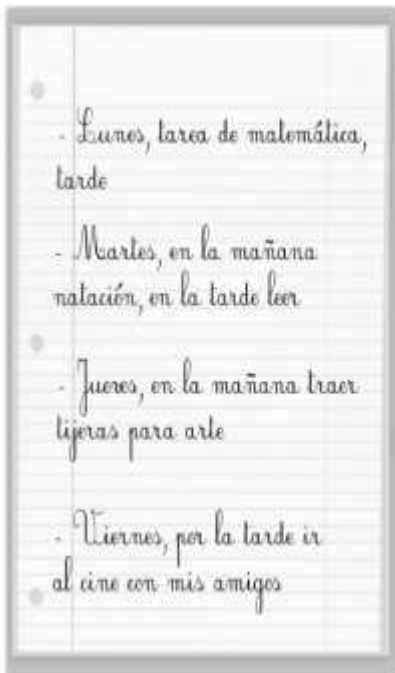 - Lunes, tarea de matemática,
tarde
- Martes, en la mañana
natación, en la tarde leer
- Jueves, en la mañana traer
tijeras para arte
- Viernes, por la tarde ir
al cine con mis amigos